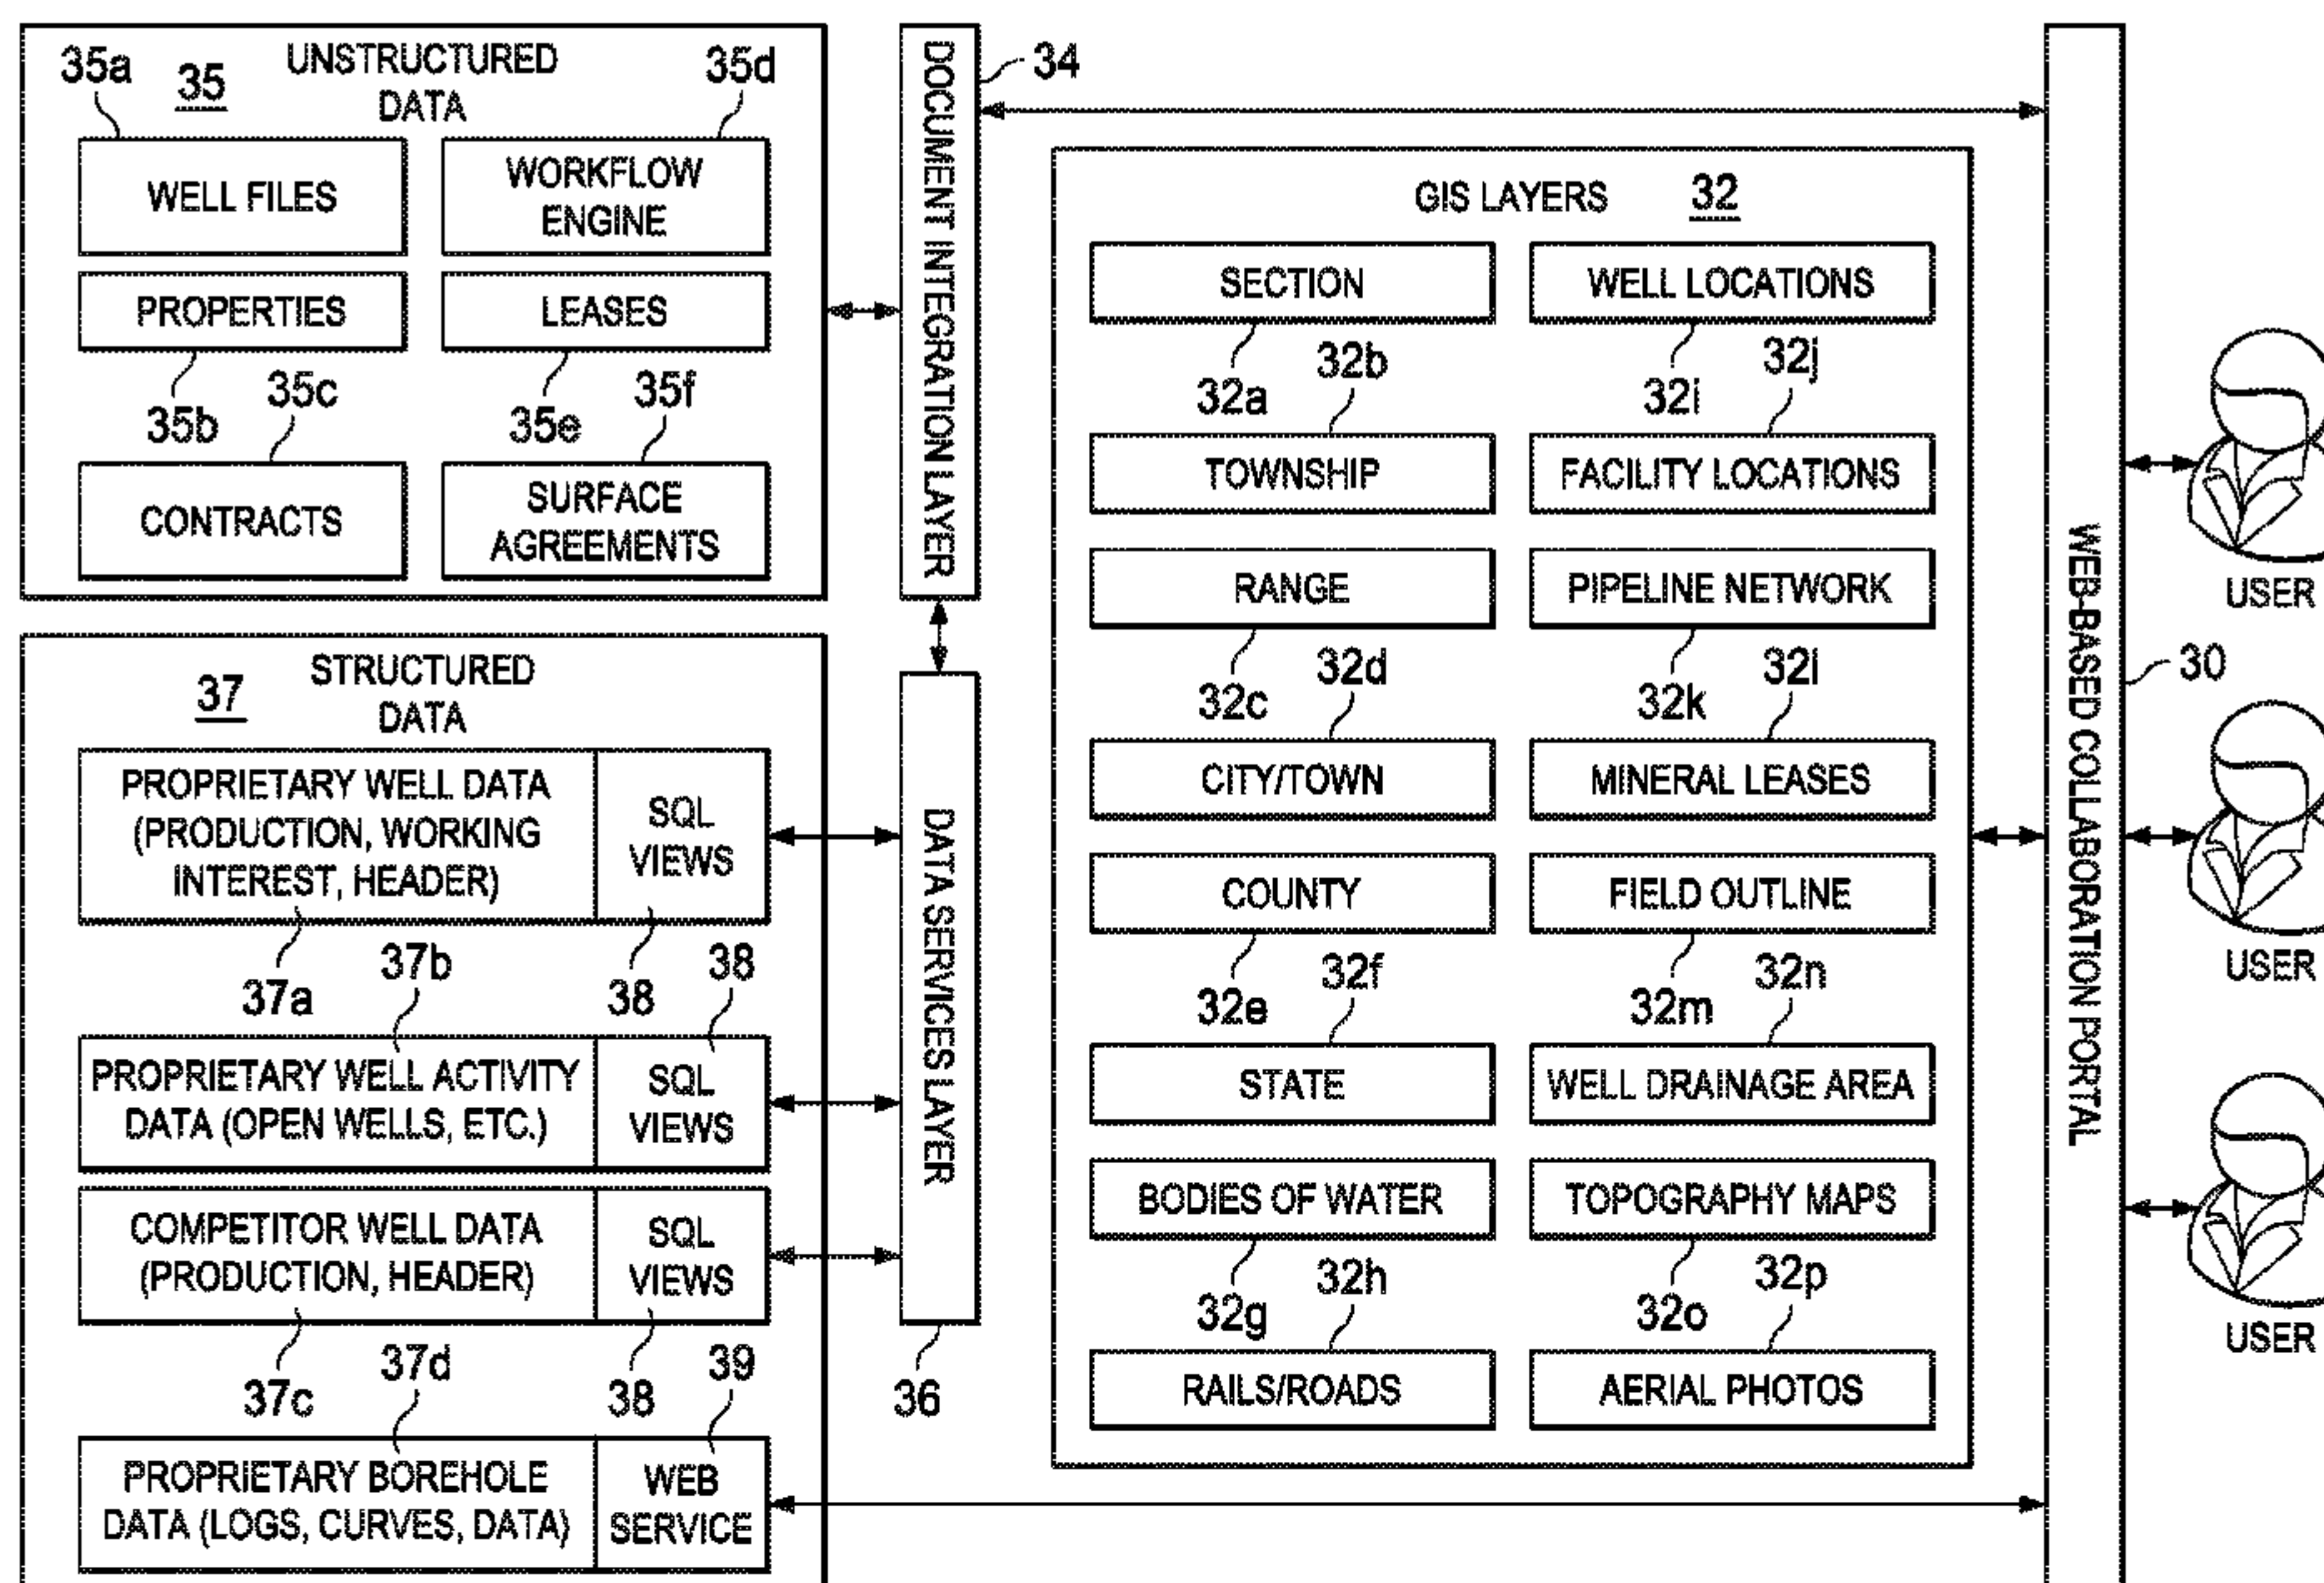 35a
35
UNSTRUCTURED
DATA
35d
WELL FILES
WORKFLOW
ENGINE
PROPERTIES
LEASES
35b
35c
35e
35f
CONTRACTS
SURFACE
AGREEMENTS
37
STRUCTURED
DATA
PROPRIETARY WELL DATA
(PRODUCTION, WORKING
INTEREST, HEADER)
SQL
VIEWS
37a
37b
38
38
PROPRIETARY WELL ACTIVITY
DATA (OPEN WELLS, ETC.)
SQL
VIEWS
COMPETITOR WELL DATA
(PRODUCTION, HEADER)
SQL
VIEWS
37c
37d
38
39
PROPRIETARY BOREHOLE
DATA (LOGS, CURVES, DATA)
WEB
SERVICE
DOCUMENT INTEGRATION LAYER
34
DATA SERVICES LAYER
36
GIS LAYERS
32
SECTION
WELL LOCATIONS
32a
32b
32i
32j
TOWNSHIP
FACILITY LOCATIONS
RANGE
PIPELINE NETWORK
32c
32d
32k
32l
CITY/TOWN
MINERAL LEASES
COUNTY
FIELD OUTLINE
32e
32f
32m
32n
STATE
WELL DRAINAGE AREA
BODIES OF WATER
TOPOGRAPHY MAPS
32g
32h
32o
32p
RAILS/ROADS
AERIAL PHOTOS
WEB-BASED COLLABORATION PORTAL
30
USER
USER
USER